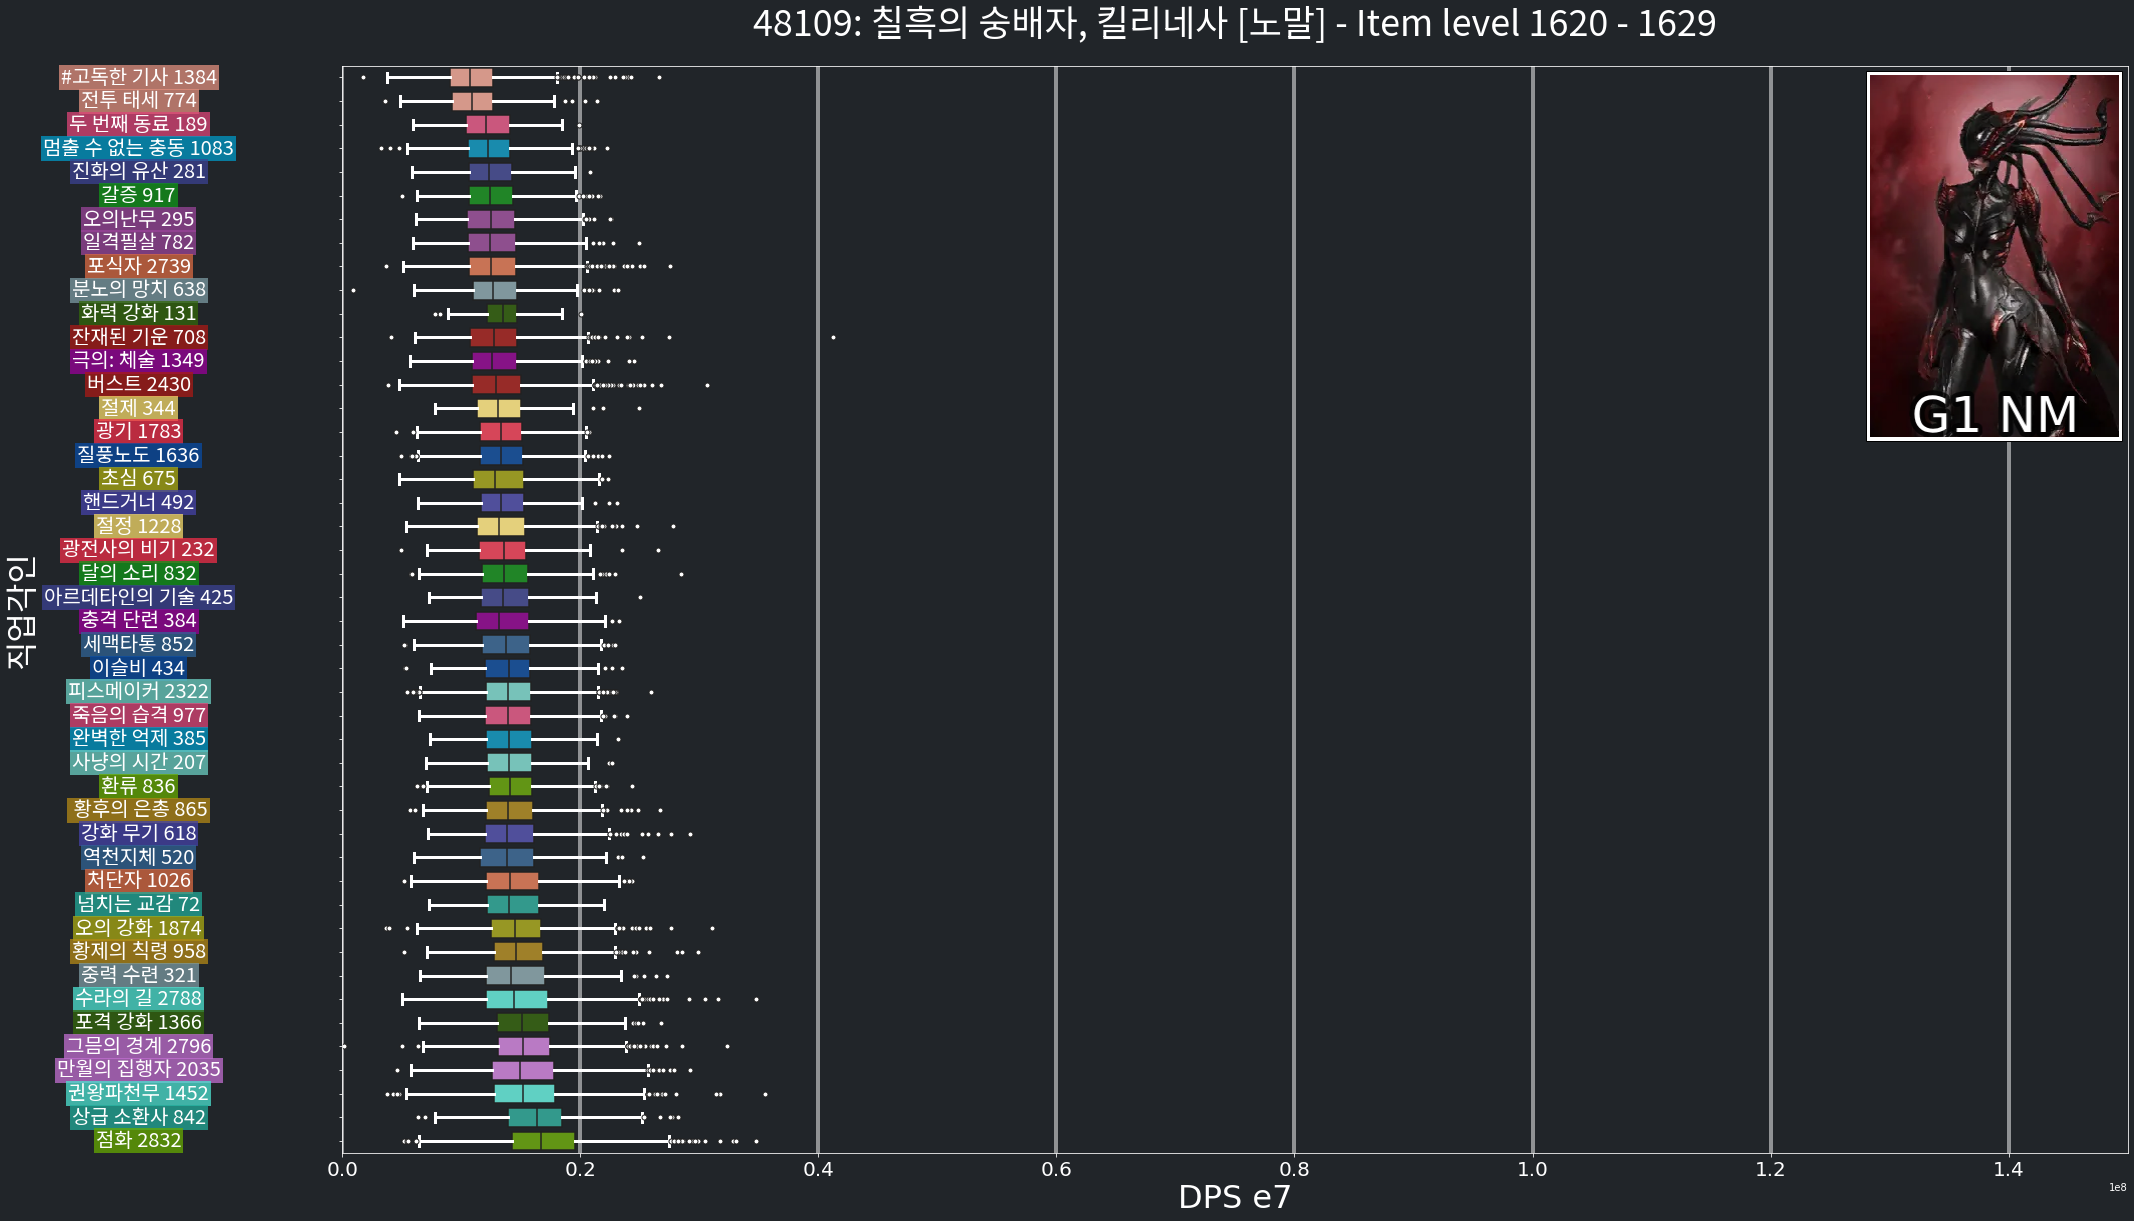 48109: 칠흑의 숭배자, 킬리네사 [노말] - Item level 1620 - 1629
#고독한 기사 1384
전투 태세 774
두 번째 동료 189
멈출 수 없는 충동 1083
진화의 유산 281
갈증 917
오의난무 295
일격필살 782
포식자 2739
분노의 망치 638
화력 강화 131
잔재된 기운 708
극의: 체술 1349
버스트 2430
절제 344
광기 1783
질풍노도 1636
초심 675
핸드거너 492
절정 1228
광전사의 비기 232
달의 소리 832
아르데타인의 기술 425
충격 단련 384
세맥타통 852
이슬비 434
피스메이커 2322
죽음의 습격 977
완벽한 억제 385
사냥의 시간 207
환류 836
황후의 은총 865
강화 무기 618
역천지체 520
처단자 1026
넘치는 교감 72
오의 강화 1874
황제의 칙령 958
중력 수련 321
수라의 길 2788
포격 강화 1366
그믐의 경계 2796
만월의 집행자 2035
권왕파천무 1452
상급 소환사 842
점화 2832
직업각인
G1 NM
0.0 0.2 0.4 0.6 0.8 1.0 1.2 1.4
DPS e7
1e8